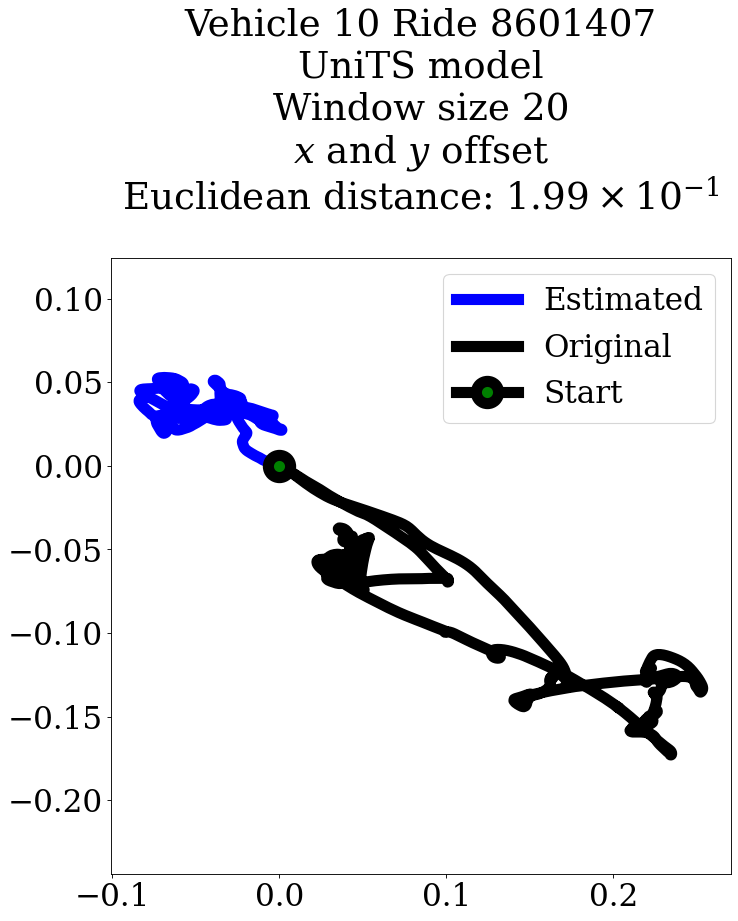 Vehicle 10 Ride 8601407
UniTS model
Window size 20
x and y offset
Euclidean distance: 1.99 × 10⁻¹
Estimated
Original
Start
0.10
0.05
0.00
−0.05
−0.10
−0.15
−0.20
−0.1
0.0
0.1
0.2